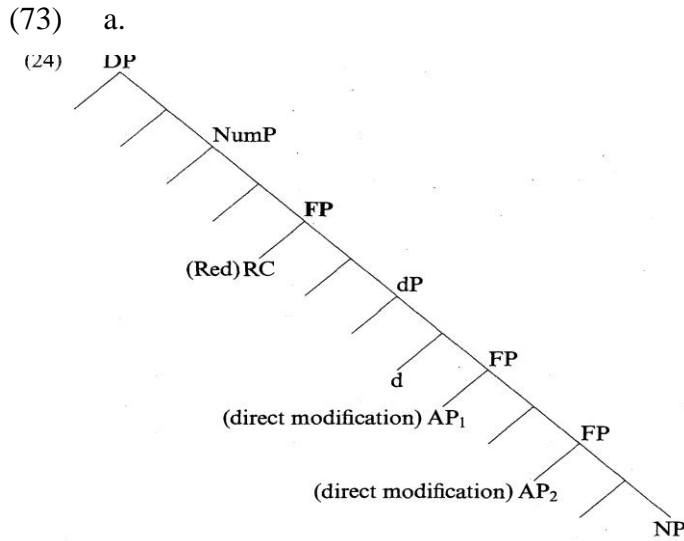 (73) a.
(24) DP
NumP
FP
(Red) RC
dP
d
FP
(direct modification) AP₁
FP
(direct modification) AP₂
NP